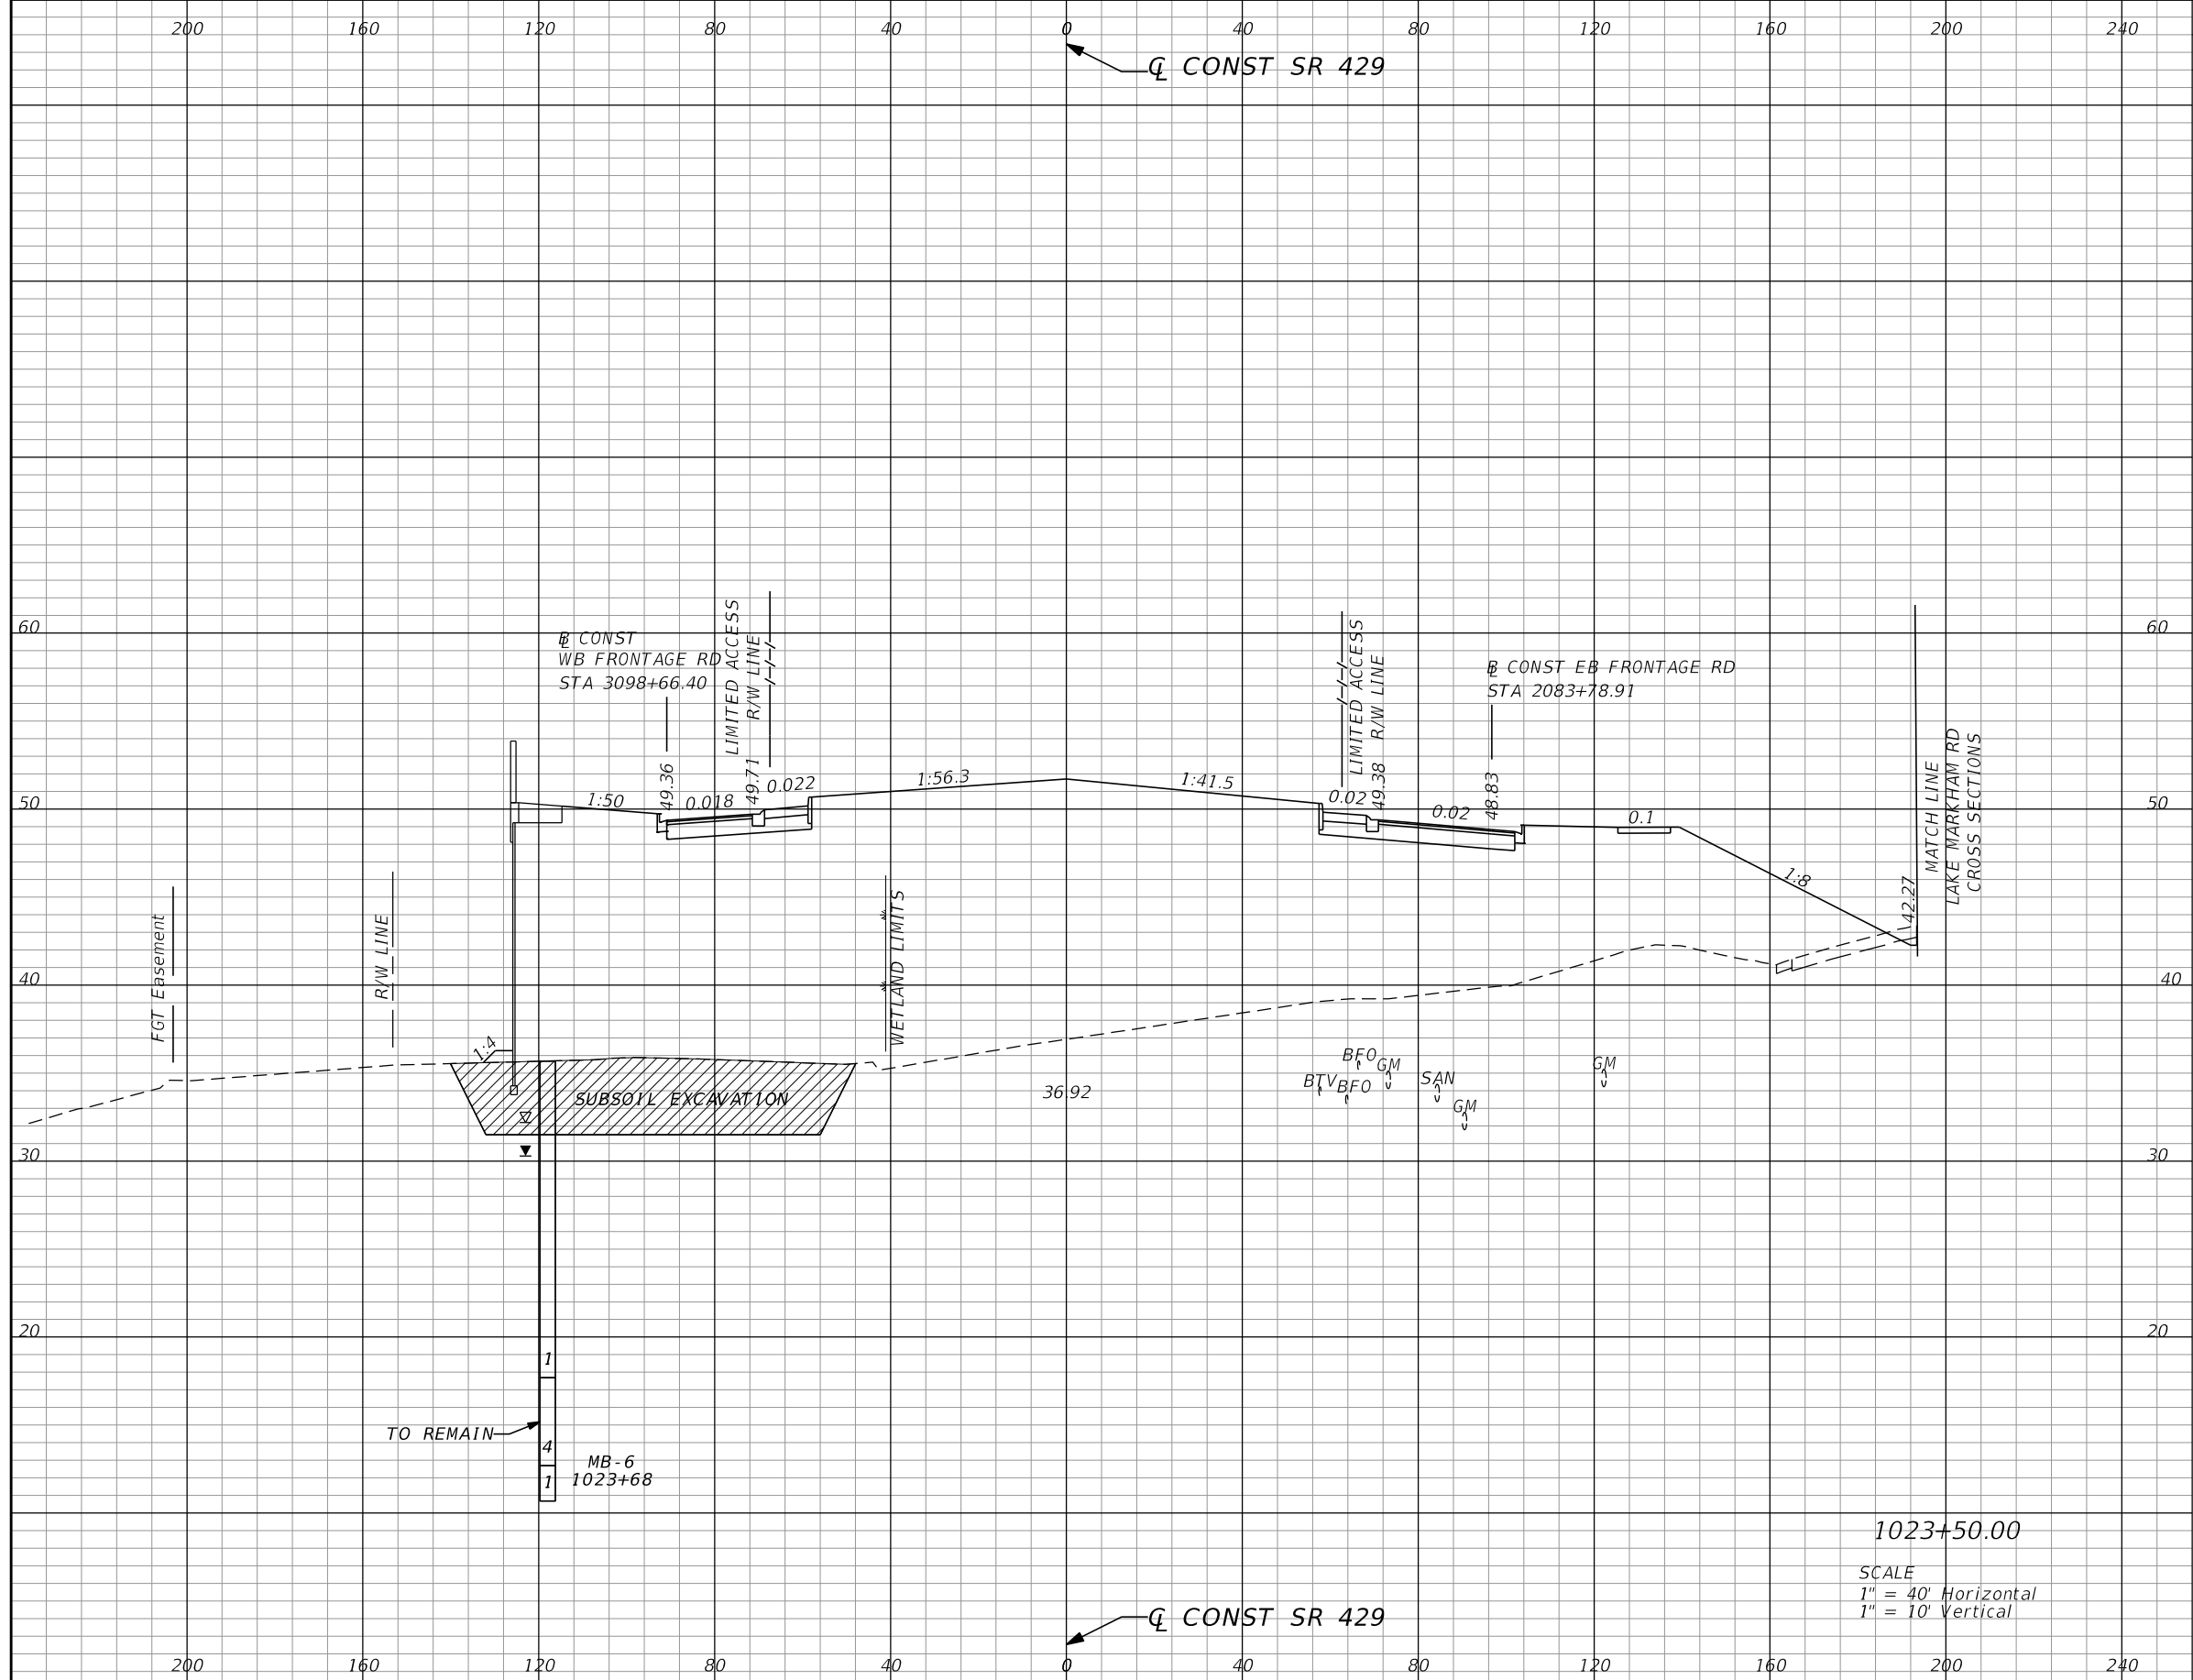 200 160 120 80 40 0 40 80 120 160 200 240
℄ CONST SR 429
60 60
B̲L CONST
WB FRONTAGE RD
STA 3098+66.40
LIMITED ACCESS
R/W LINE
LIMITED ACCESS
R/W LINE
BL CONST EB FRONTAGE RD
STA 2083+78.91
MATCH LINE
LAKE MARKHAM RD
CROSS SECTIONS
50 50
1:50
49.36
0.018
49.71
0.022
1:56.3
1:41.5
0.02
49.38
0.02
48.83
0.1
1:8
42.27
FGT Easement
R/W LINE
WETLAND LIMITS
40 40
1:4
SUBSOIL EXCAVATION
36.92
BFO
GM
BTV
BFO
SAN
GM
GM
30 30
20 20
1
TO REMAIN
4
1
MB-6
1023+68
1023+50.00
SCALE
1" = 40' Horizontal
1" = 10' Vertical
℄ CONST SR 429
200 160 120 80 40 0 40 80 120 160 200 240